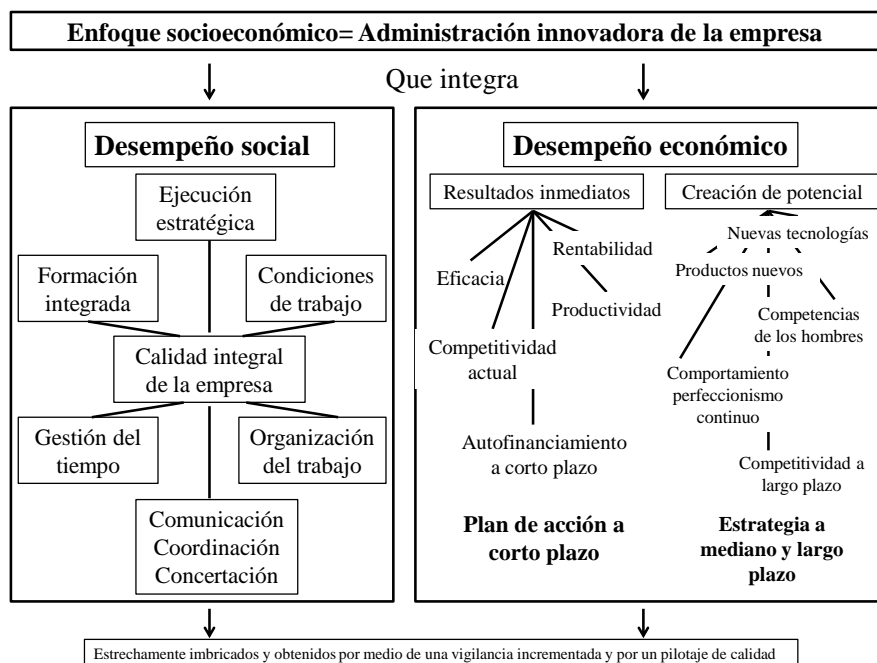 Enfoque socioeconómico= Administración innovadora de la empresa
Que integra
Desempeño social
Ejecución
estratégica
Formación
integrada
Condiciones
de trabajo
Calidad integral
de la empresa
Gestión del
tiempo
Organización
del trabajo
Comunicación
Coordinación
Concertación
Desempeño económico
Resultados inmediatos
Rentabilidad
Eficacia
Productividad
Competitividad
actual
Autofinanciamiento
a corto plazo
Plan de acción a
corto plazo
Creación de potencial
Nuevas tecnologías
Productos nuevos
Competencias
de los hombres
Comportamiento
perfeccionismo
continuo
Competitividad a
largo plazo
Estrategia a
mediano y largo
plazo
Estrechamente imbricados y obtenidos por medio de una vigilancia incrementada y por un pilotaje de calidad